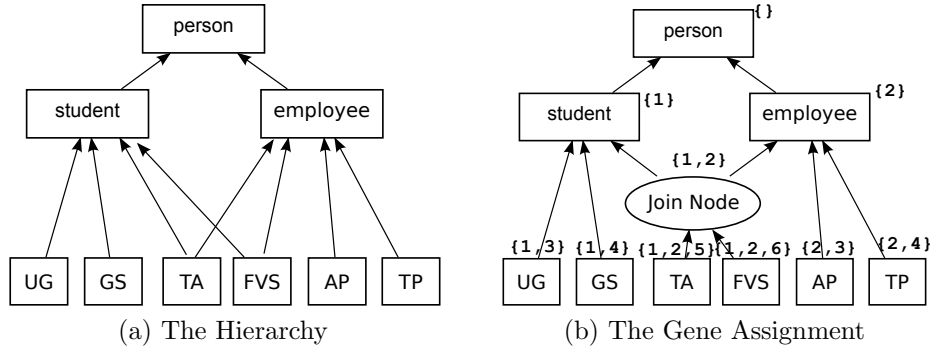 person
student
employee
UG
GS
TA
FVS
AP
TP
(a) The Hierarchy
{}
person
student
{1}
employee
{2}
{1,2}
Join Node
{1,3}
{1,4}
{1,2,5}
{1,2,6}
{2,3}
{2,4}
UG
GS
TA
FVS
AP
TP
(b) The Gene Assignment